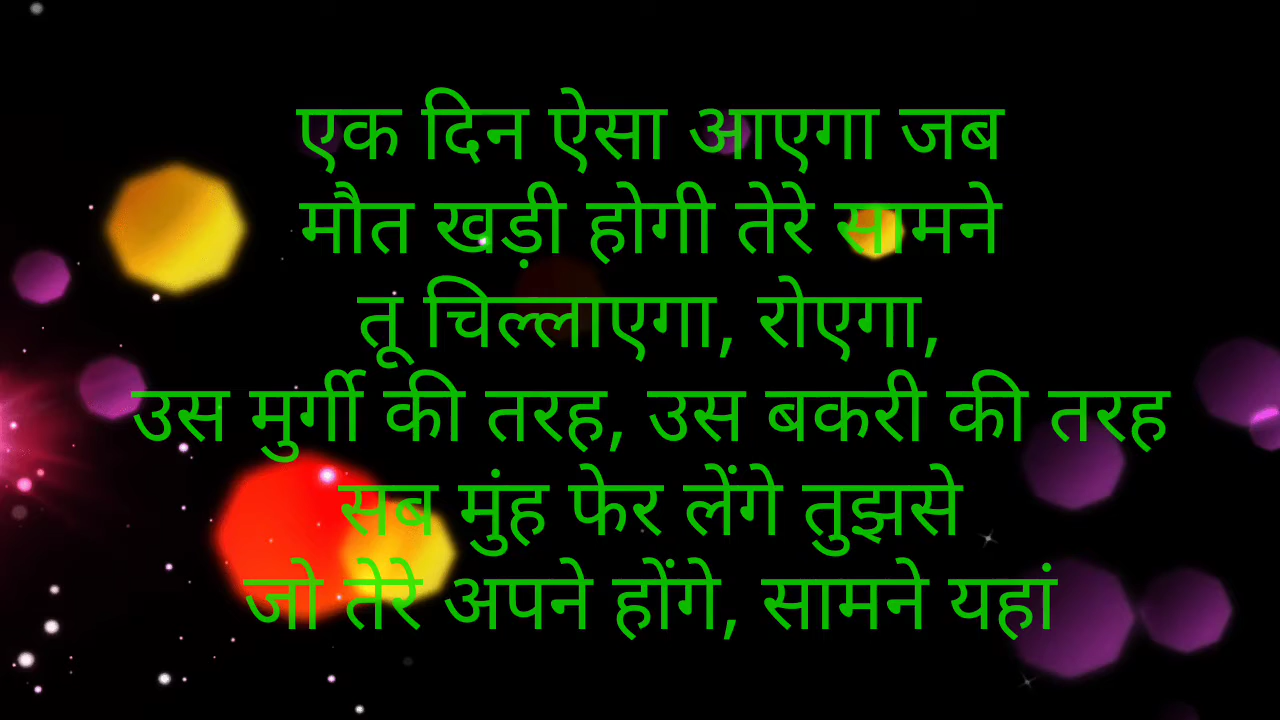 एक दिन ऐसा आएगा जब
मौत खड़ी होगी तेरे सामने
तू चिल्लाएगा, रोएगा,
उस मुर्गी की तरह, उस बकरी की तरह
सब मुंह फेर लेंगे तुझसे
जो तेरे अपने होंगे, सामने यहां